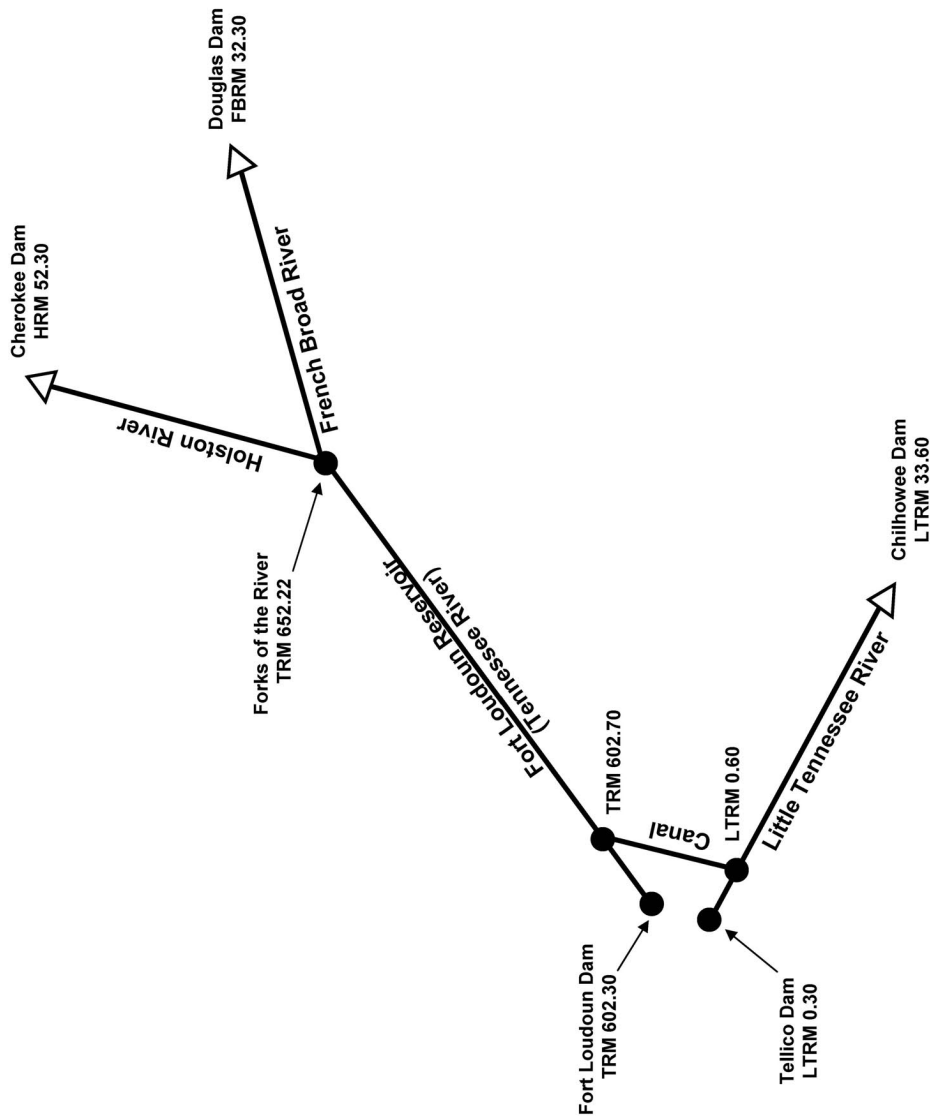 Cherokee Dam
HRM 52.30
Douglas Dam
FBRM 32.30
Holston River
French Broad River
Forks of the River
TRM 652.22
Fort Loudoun Reservoir
(Tennessee River)
TRM 602.70
Canal
LTRM 0.60
Little Tennessee River
Chilhowee Dam
LTRM 33.60
Fort Loudoun Dam
TRM 602.30
Tellico Dam
LTRM 0.30